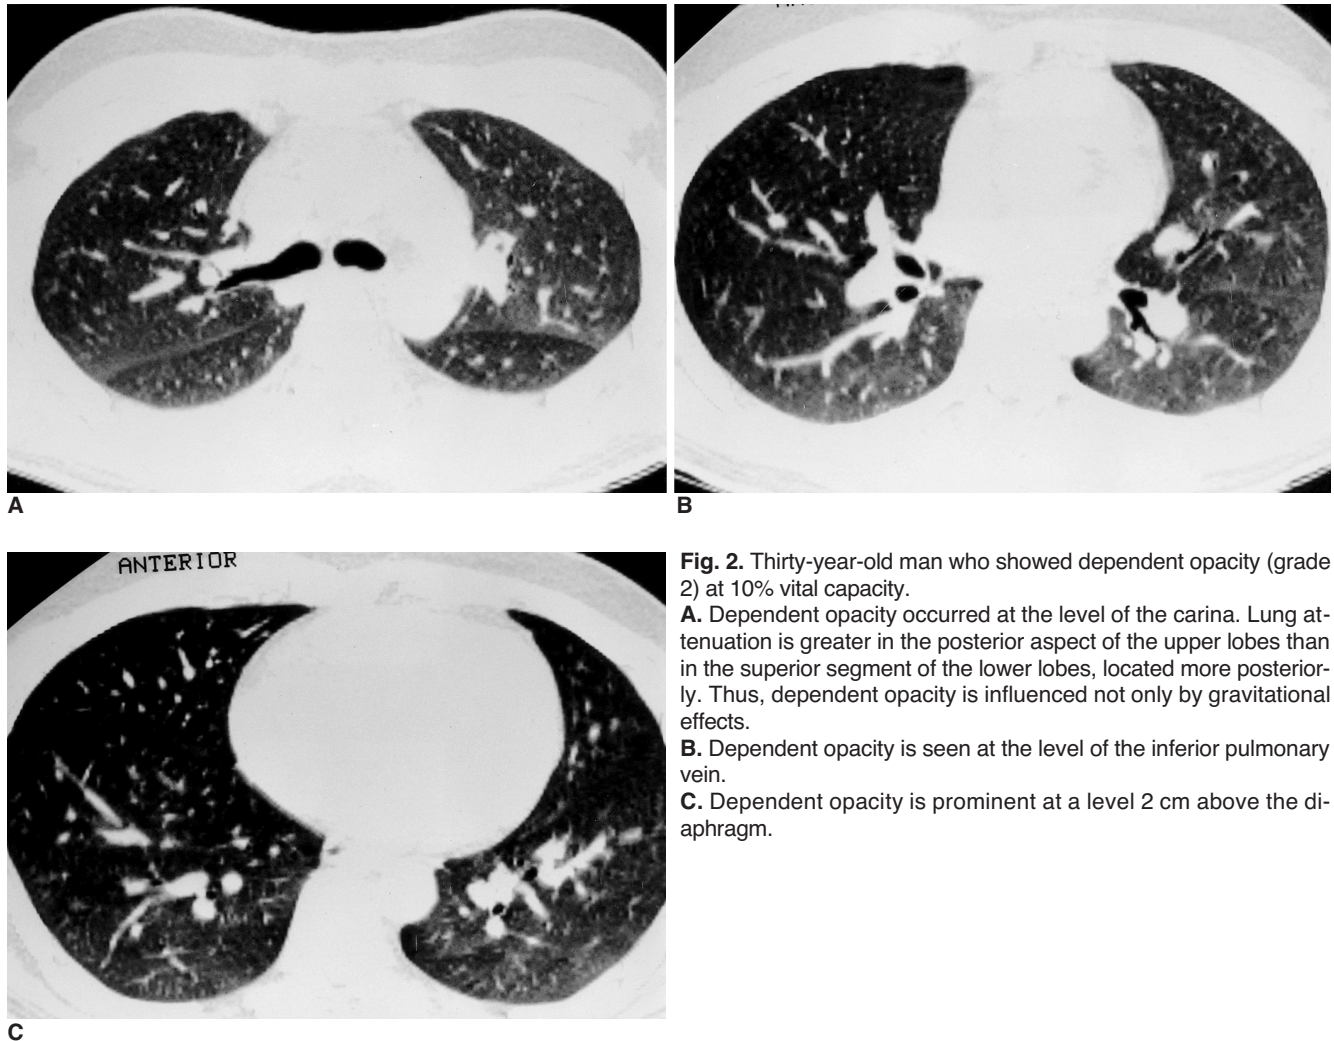 A
B
ANTERIOR
C
Fig. 2. Thirty-year-old man who showed dependent opacity (grade
2) at 10% vital capacity.
A. Dependent opacity occurred at the level of the carina. Lung at-
tenuation is greater in the posterior aspect of the upper lobes than
in the superior segment of the lower lobes, located more posterior-
ly. Thus, dependent opacity is influenced not only by gravitational
effects.
B. Dependent opacity is seen at the level of the inferior pulmonary
vein.
C. Dependent opacity is prominent at a level 2 cm above the di-
aphragm.